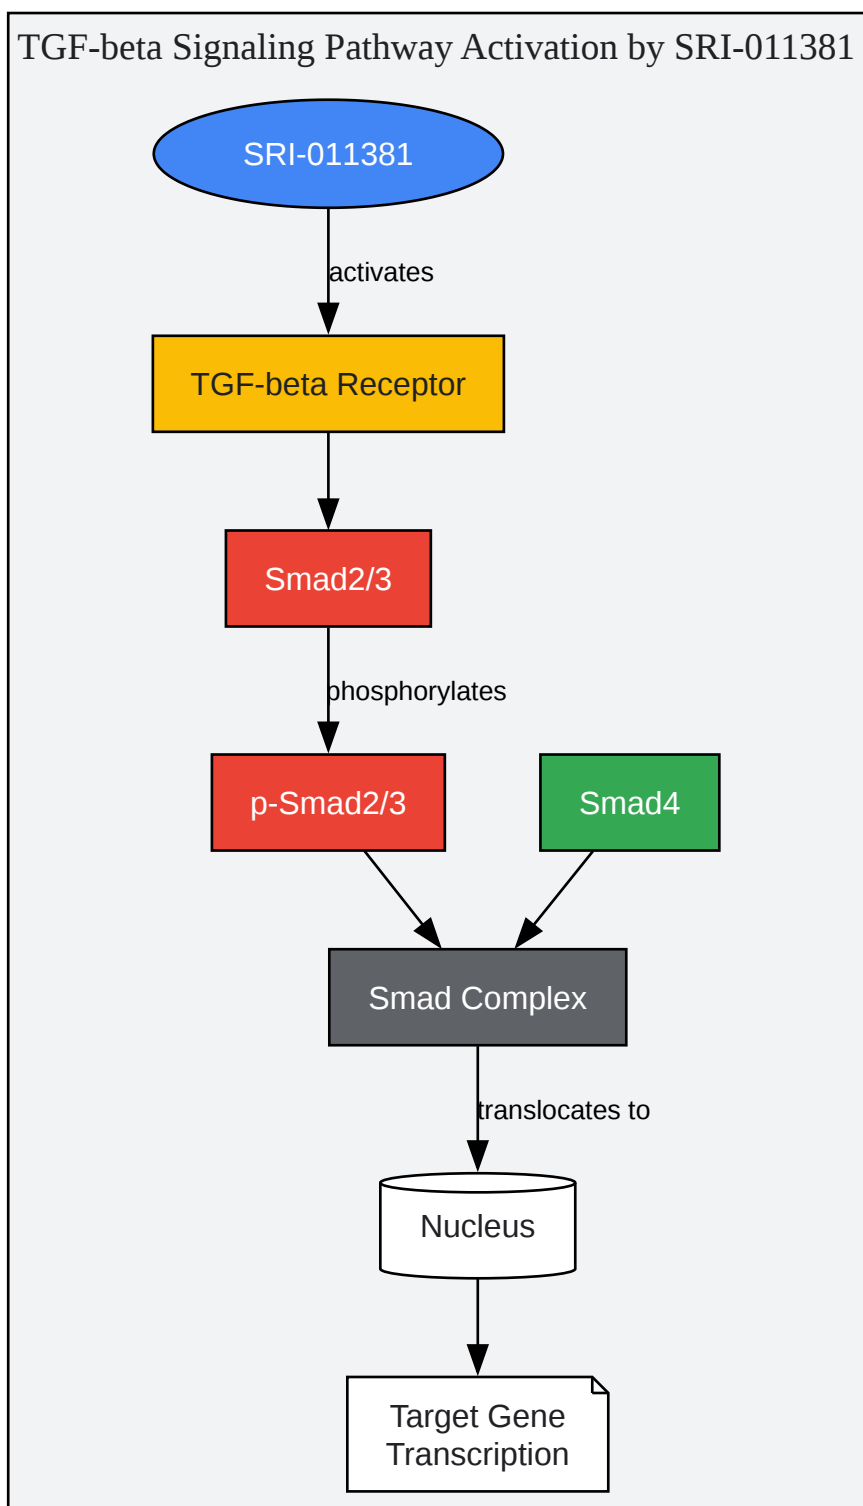 TGF-beta Signaling Pathway Activation by SRI-011381
SRI-011381
activates
TGF-beta Receptor
Smad2/3
phosphorylates
p-Smad2/3
Smad4
Smad Complex
translocates to
Nucleus
Target Gene
Transcription